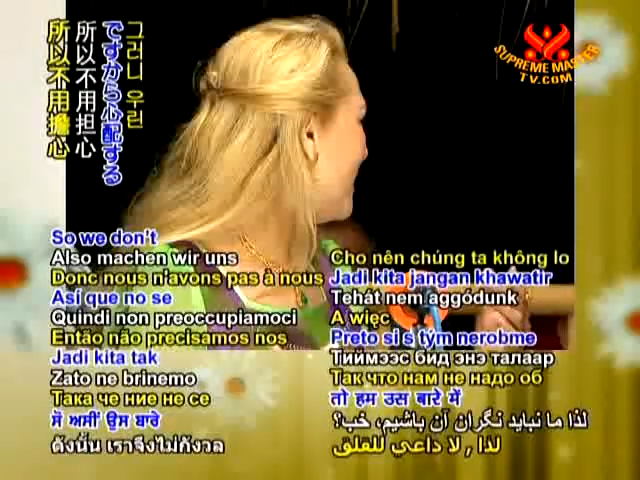 그러니 우린
ですから心配する
所以不用担心
所以不用擔心
SUPREME MASTER
TV.COM
So we don't
Also machen wir uns
Donc nous n'avons pas à nous
Así que no se
Quindi non preoccupiamoci
Então não precisamos nos
Jadi kita tak
Zato ne brinemo
Така че ние не се
ਸੋ ਅਸੀਂ ਉਸ ਬਾਰੇ
ดังนั้น เราจึงไม่กังวล
Cho nên chúng ta không lo
Jadi kita jangan khawatir
Tehát nem aggódunk
A więc
Preto si s tým nerobme
Тиймээс бид энэ талаар
Так что нам не надо об
तो हम उस बारे में
لذا ما نباید نگران آن باشیم، خب؟
لذا , لا داعي للقلق